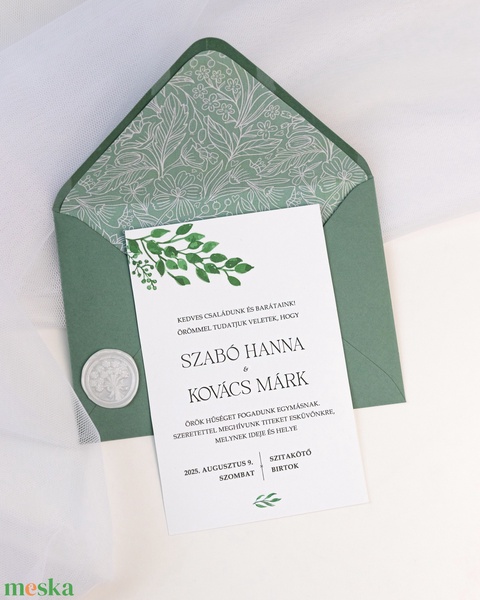 KEDVES CSALÁDUNK ÉS BARÁTAINK!
ÖRÖMMEL TUDATJUK VELETEK, HOGY
SZABÓ HANNA
&
KOVÁCS MÁRK
ÖRÖK HŰSÉGET FOGADUNK EGYMÁSNAK.
SZERETETTEL MEGHÍVUNK TITEKET ESKÜVŐNKRE,
MELYNEK IDEJE ÉS HELYE
2025. AUGUSZTUS 9.
SZOMBAT
SZITAKÖTŐ
BIRTOK
meska